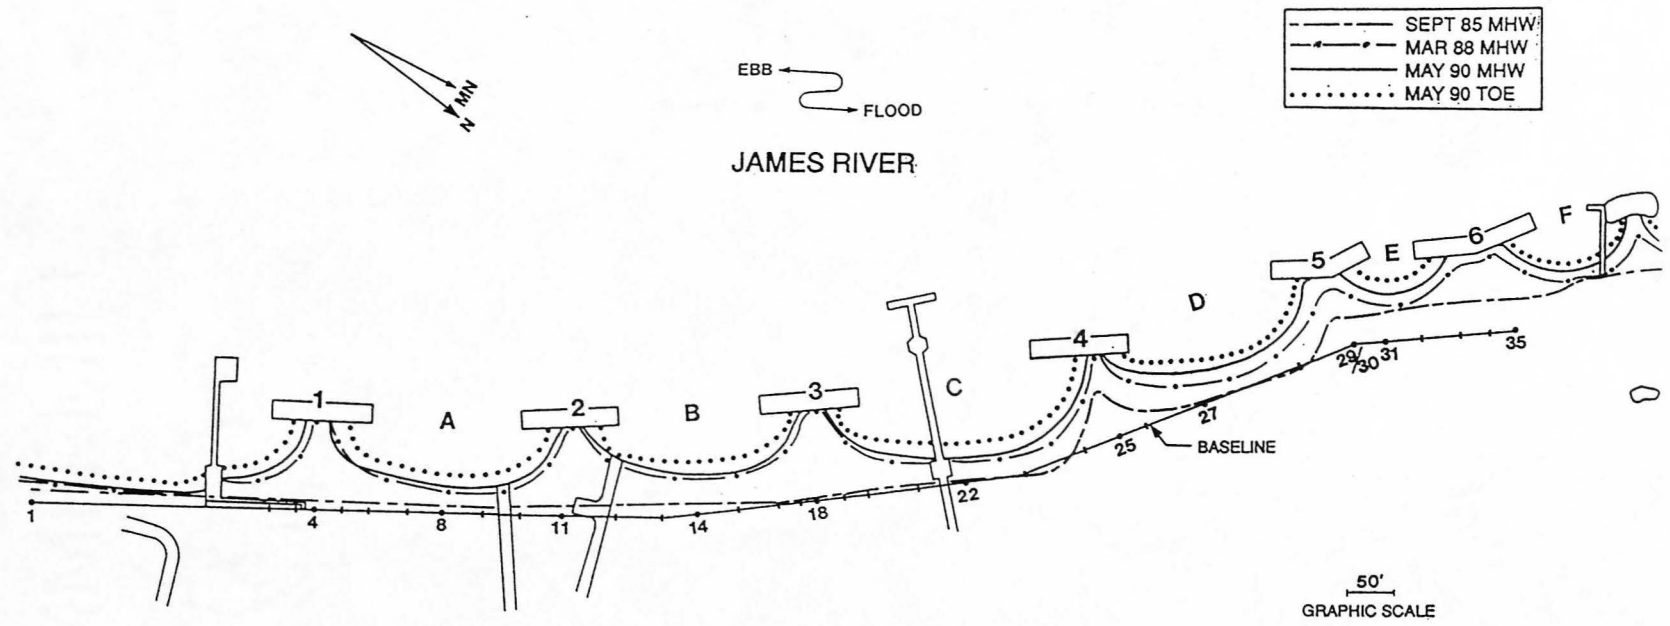 SEPT 85 MHW
MAR 88 MHW
MAY 90 MHW
MAY 90 TOE
MN
N
EBB
FLOOD
JAMES RIVER
F
6
E
5
D
4
C
3
B
2
A
1
35
31
29/30
27
25
BASELINE
22
18
14
11
8
4
1
50'
GRAPHIC SCALE